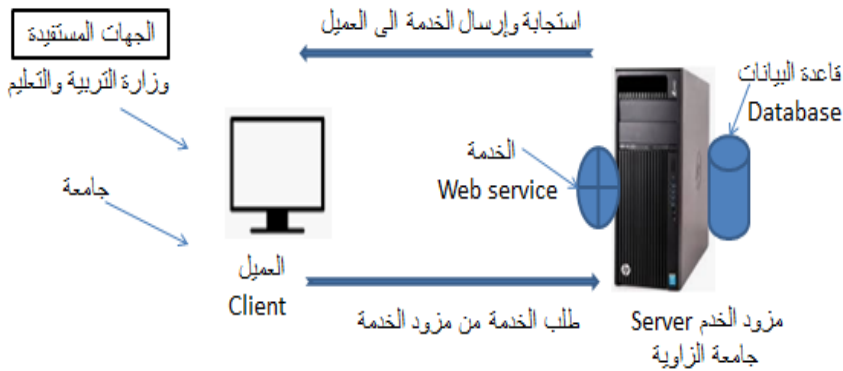 الجهات المستفيدة
وزارة التربية والتعليم
جامعة
استجابة وإرسال الخدمة الى العميل
قاعدة البيانات
Database
الخدمة
Web service
العميل
Client
طلب الخدمة من مزود الخدمة
مزود الخدم Server
جامعة الزاوية